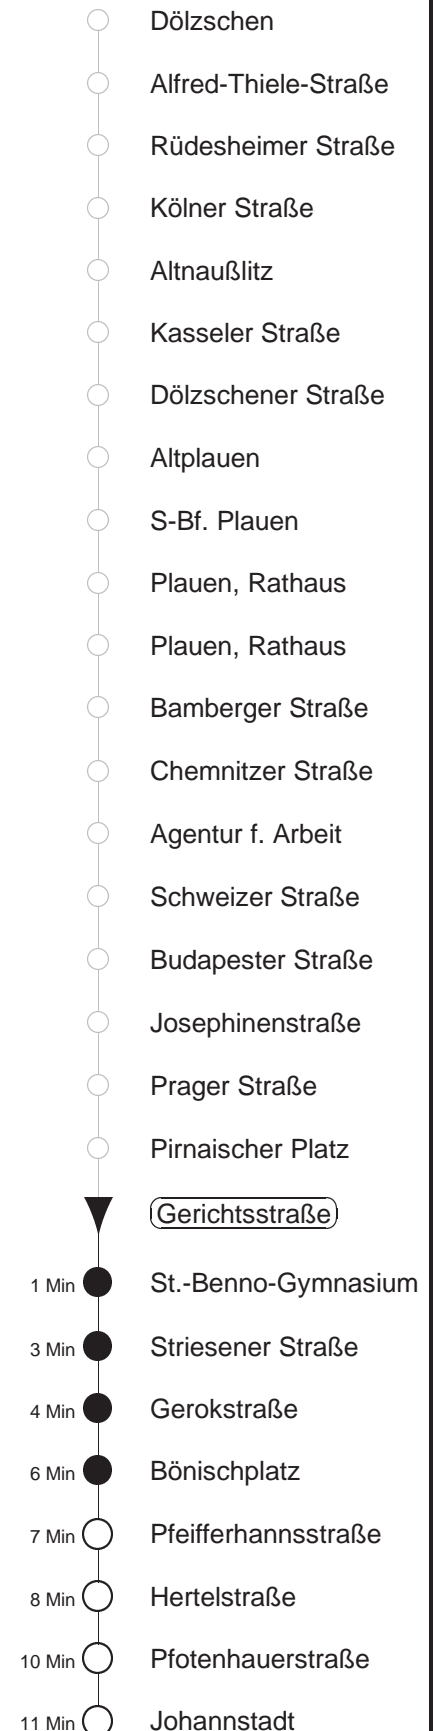 Dölzschen
Alfred-Thiele-Straße
Rüdesheimer Straße
Kölner Straße
Altnaußlitz
Kasseler Straße
Dölzschener Straße
Altplauen
S-Bf. Plauen
Plauen, Rathaus
Plauen, Rathaus
Bamberger Straße
Chemnitzer Straße
Agentur f. Arbeit
Schweizer Straße
Budapester Straße
Josephinenstraße
Prager Straße
Pirnaischer Platz
Gerichtsstraße
1 Min St.-Benno-Gymnasium
3 Min Striesener Straße
4 Min Gerokstraße
6 Min Bönischplatz
7 Min Pfeifferhannsstraße
8 Min Hertelstraße
10 Min Pfotenhauerstraße
11 Min Johannstadt